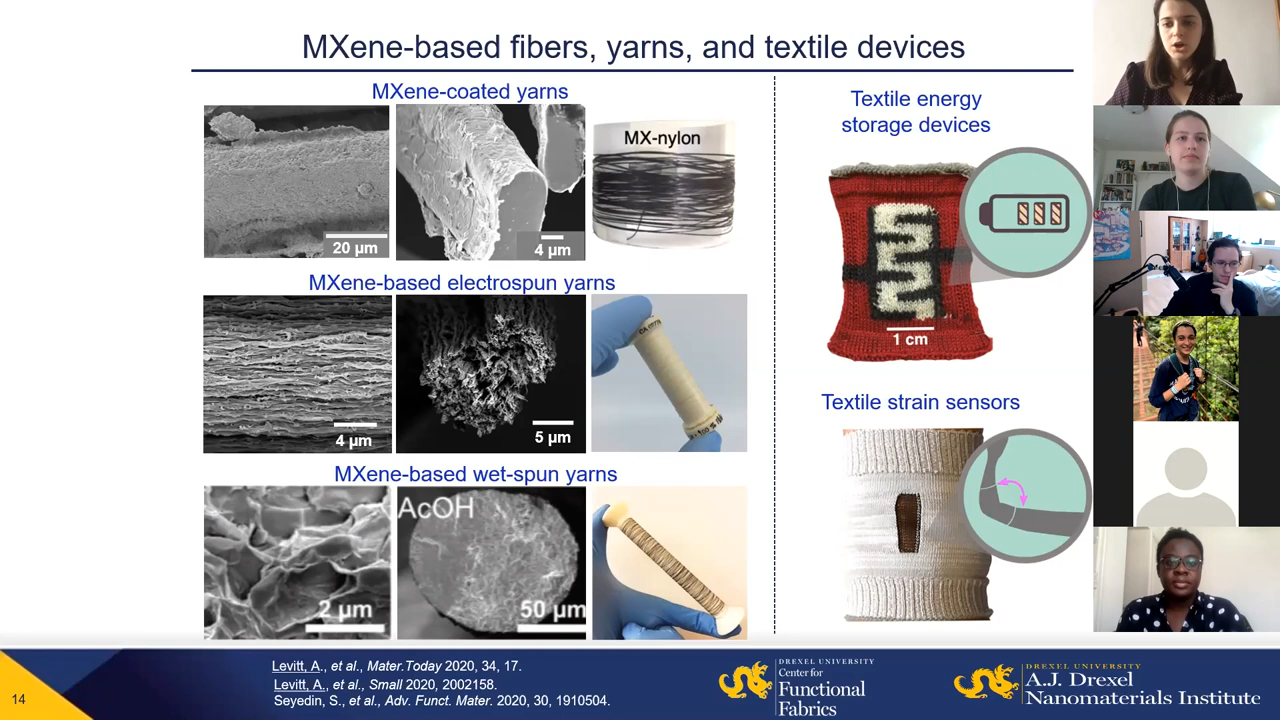 MXene-based fibers, yarns, and textile devices
MXene-coated yarns
20 µm
4 µm
MX-nylon
MXene-based electrospun yarns
4 µm
5 µm
MXene-based wet-spun yarns
2 µm
AcOH
50 µm
Textile energy
storage devices
1 cm
Textile strain sensors
14
Levitt, A., et al., Mater.Today 2020, 34, 17.
Levitt, A., et al., Small 2020, 2002158.
Seyedin, S., et al., Adv. Funct. Mater. 2020, 30, 1910504.
DREXEL UNIVERSITY
Center for
Functional
Fabrics
DREXEL UNIVERSITY
A.J. Drexel
Nanomaterials Institute